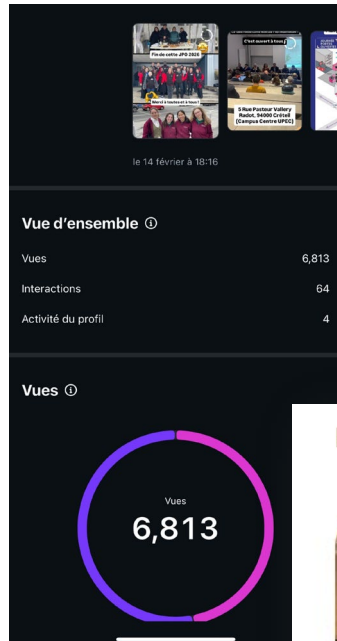 Fin de cette JPO 2026
Merci à toutes et à tous !
C'est ouvert à tous !
5 Rue Pasteur Vallery
Radot, 94000 Créteil
(Campus Centre UPEC)
le 14 février à 18:16
Vue d'ensemble
Vues 6,813
Interactions 64
Activité du profil 4
Vues
Vues
6,813